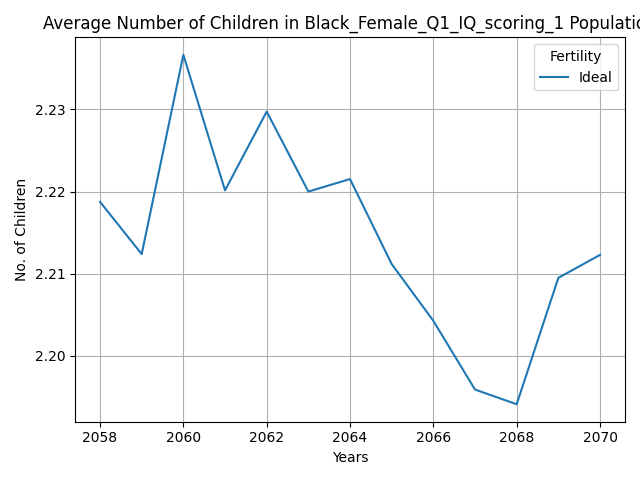 Average Number of Children in Black_Female_Q1_IQ_scoring_1 Populatio
Fertility
Ideal
2.23
2.22
2.21
2.20
No. of Children
2058
2060
2062
2064
2066
2068
2070
Years